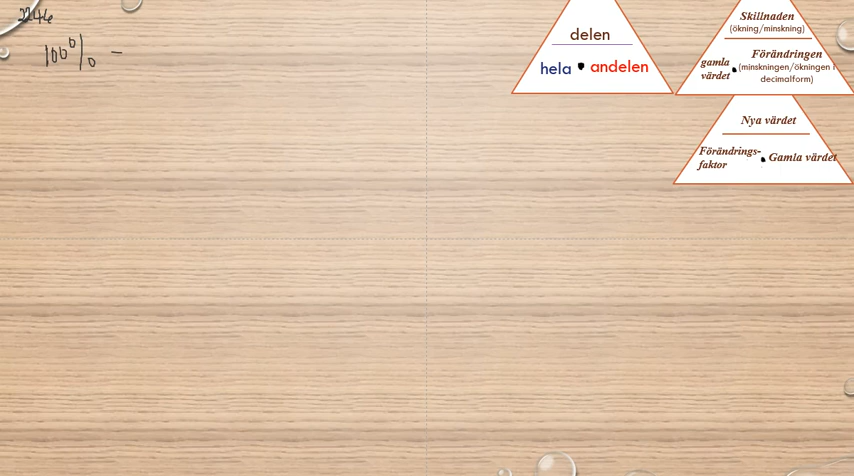 2246
100% -
delen
hela • andelen
Skillnaden
(ökning/minskning)
gamla värdet • Förändringen
(minskningen/ökningen i decimalform)
Nya värdet
Förändrings-
faktor • Gamla värdet